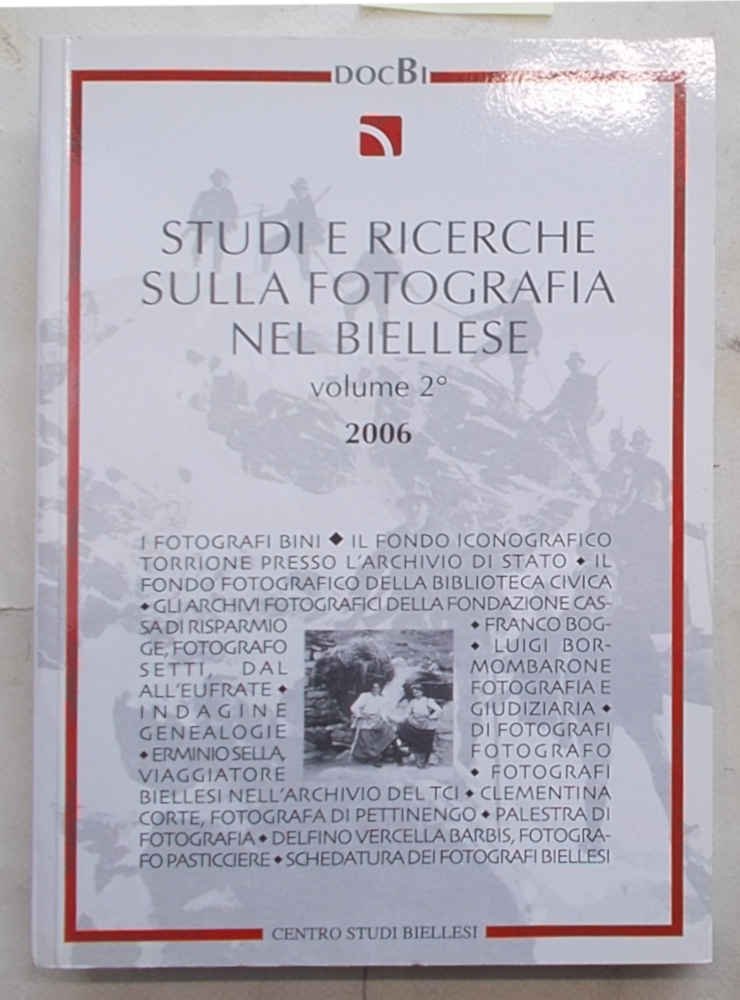 DOCBI
STUDI E RICERCHE
SULLA FOTOGRAFIA
NEL BIELLESE
volume 2°
2006
I FOTOGRAFI BINI ◆ IL FONDO ICONOGRAFICO
TORRIONE PRESSO L'ARCHIVIO DI STATO ◆ IL
FONDO FOTOGRAFICO DELLA BIBLIOTECA CIVICA
◆ GLI ARCHIVI FOTOGRAFICI DELLA FONDAZIONE CAS-
SA DI RISPARMIO ◆ FRANCO BOG-
GE, FOTOGRAFO ◆ LUIGI BOR-
SETTI, DAL MOMBARONE
ALL'EUFRATE ◆ FOTOGRAFIA E
INDAGINE GIUDIZIARIA ◆
GENEALOGIE DI FOTOGRAFI
◆ ERMINIO SELLA, FOTOGRAFO
VIAGGIATORE ◆ FOTOGRAFI
BIELLESI NELL'ARCHIVIO DEL TCI ◆ CLEMENTINA
CORTE, FOTOGRAFA DI PETTINENGO ◆ PALESTRA DI
FOTOGRAFIA ◆ DELFINO VERCELLA BARBIS, FOTOGRA-
FO PASTICCIERE ◆ SCHEDATURA DEI FOTOGRAFI BIELLESI
CENTRO STUDI BIELLESI